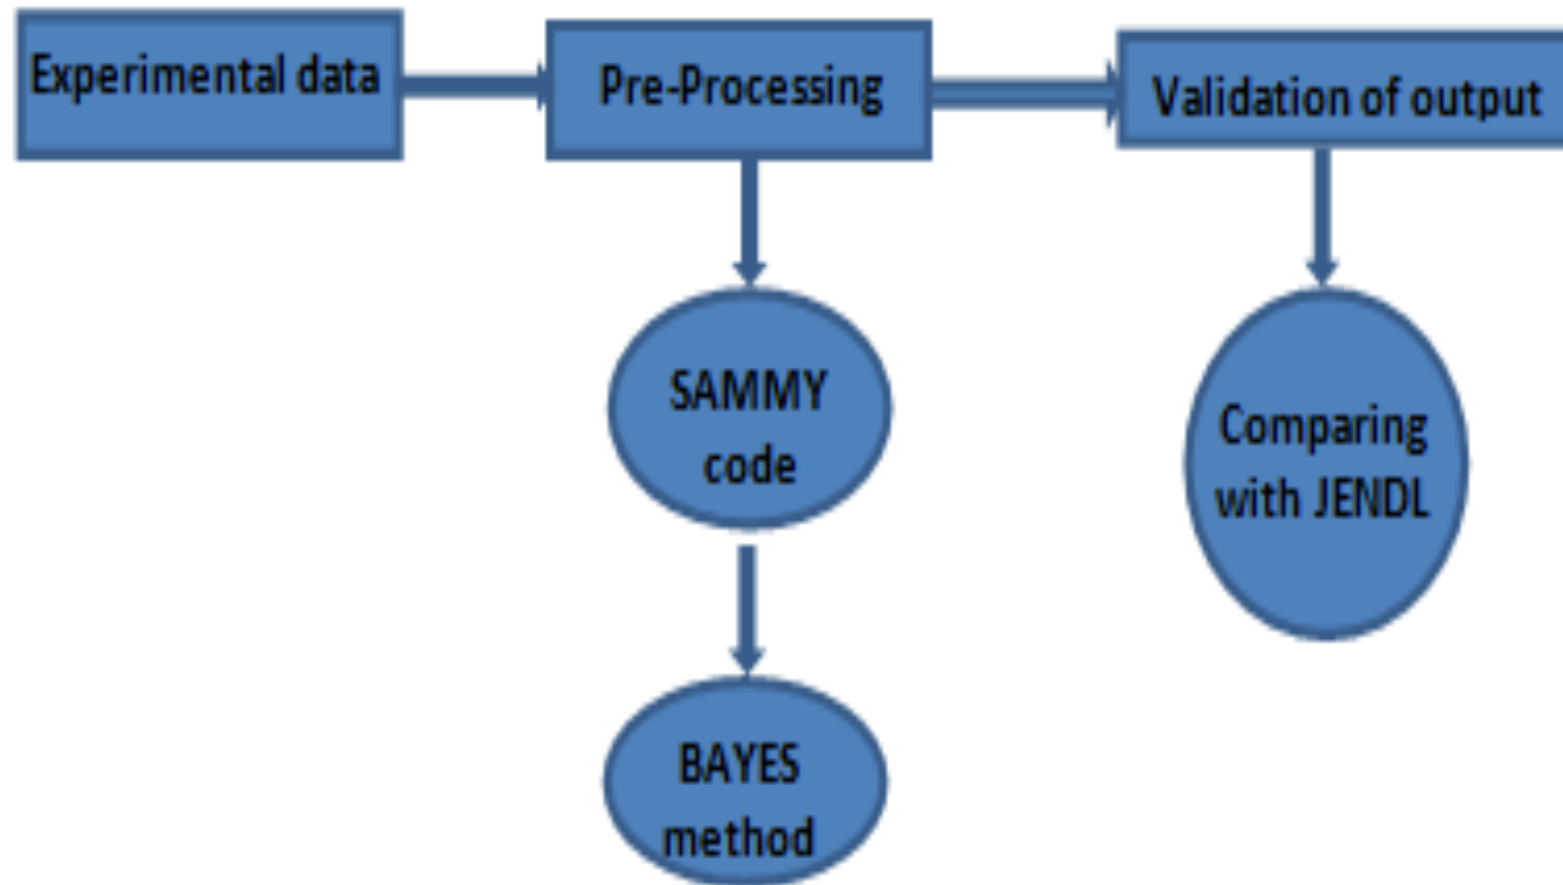 Experimental data
Pre-Processing
Validation of output
SAMMY
code
Comparing
with JENDL
BAYES
method